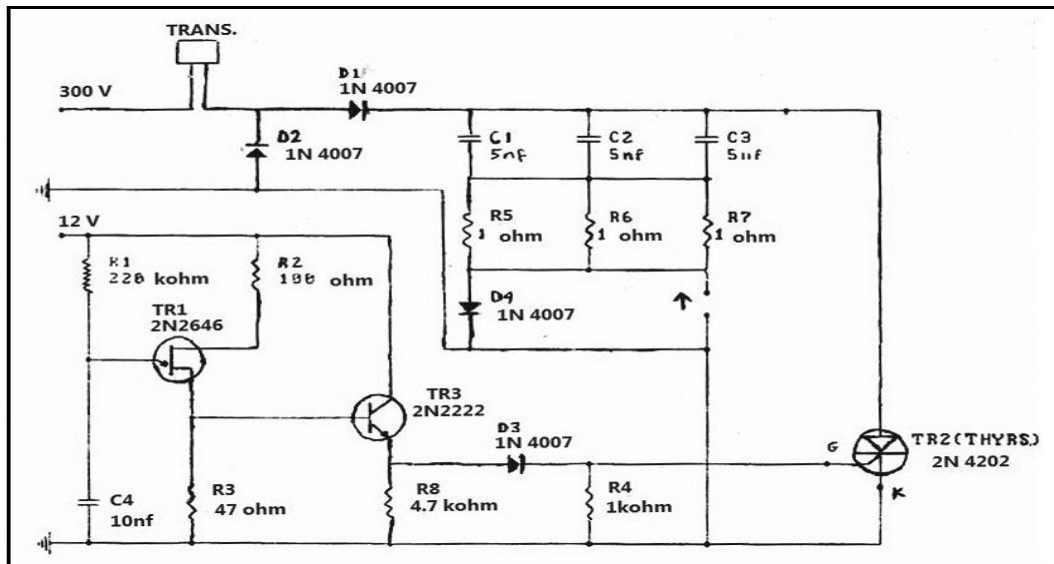 TRANS.
300 V
D1
1N 4007
D2
1N 4007
C1
5nf
C2
5nf
C3
12 V
R5
1 ohm
R6
1 ohm
R7
1 ohm
R1
220 kohm
R2
100 ohm
D4
1N 4007
TR1
2N2646
TR3
2N2222
D3
1N 4007
G
TR2(THYRS.)
2N 4202
K
C4
10nf
R3
47 ohm
R8
4.7 kohm
R4
1kohm